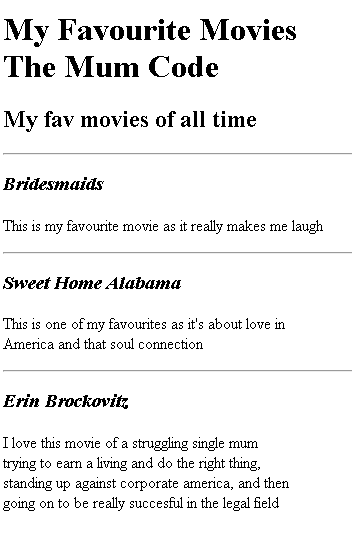 My Favourite Movies
The Mum Code
My fav movies of all time
Bridesmaids
This is my favourite movie as it really makes me laugh
Sweet Home Alabama
This is one of my favourites as it's about love in
America and that soul connection
Erin Brockovitz
I love this movie of a struggling single mum
trying to earn a living and do the right thing,
standing up against corporate america, and then
going on to be really succesful in the legal field